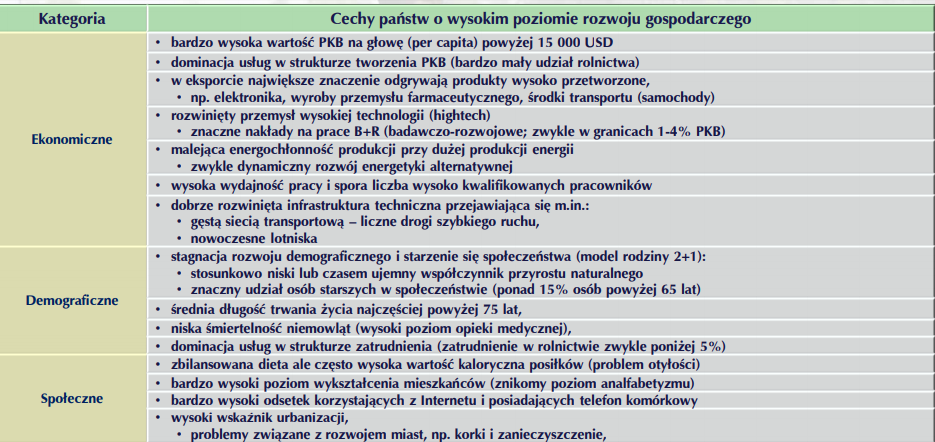 Kategoria
Cechy państw o wysokim poziomie rozwoju gospodarczego
Ekonomiczne
• bardzo wysoka wartość PKB na głowę (per capita) powyżej 15 000 USD
• dominacja usług w strukturze tworzenia PKB (bardzo mały udział rolnictwa)
• w eksporcie największe znaczenie odgrywają produkty wysoko przetworzone,
• np. elektronika, wyroby przemysłu farmaceutycznego, środki transportu (samochody)
• rozwinięty przemysł wysokiej technologii (hightech)
• znaczne nakłady na prace B+R (badawczo-rozwojowe; zwykle w granicach 1-4% PKB)
• malejąca energochłonność produkcji przy dużej produkcji energii
• zwykle dynamiczny rozwój energetyki alternatywnej
• wysoka wydajność pracy i spora liczba wysoko kwalifikowanych pracowników
• dobrze rozwinięta infrastruktura techniczna przejawiająca się m.in.:
• gęstą siecią transportową – liczne drogi szybkiego ruchu,
• nowoczesne lotniska
Demograficzne
• stagnacja rozwoju demograficznego i starzenie się społeczeństwa (model rodziny 2+1):
• stosunkowo niski lub czasem ujemny współczynnik przyrostu naturalnego
• znaczny udział osób starszych w społeczeństwie (ponad 15% osób powyżej 65 lat)
• średnia długość trwania życia najczęściej powyżej 75 lat,
• niska śmiertelność niemowląt (wysoki poziom opieki medycznej),
• dominacja usług w strukturze zatrudnienia (zatrudnienie w rolnictwie zwykle poniżej 5%)
Społeczne
• zbilansowana dieta ale często wysoka wartość kaloryczna posiłków (problem otyłości)
• bardzo wysoki poziom wykształcenia mieszkańców (znikomy poziom analfabetyzmu)
• bardzo wysoki odsetek korzystających z Internetu i posiadających telefon komórkowy
• wysoki wskaźnik urbanizacji,
• problemy związane z rozwojem miast, np. korki i zanieczyszczenie,